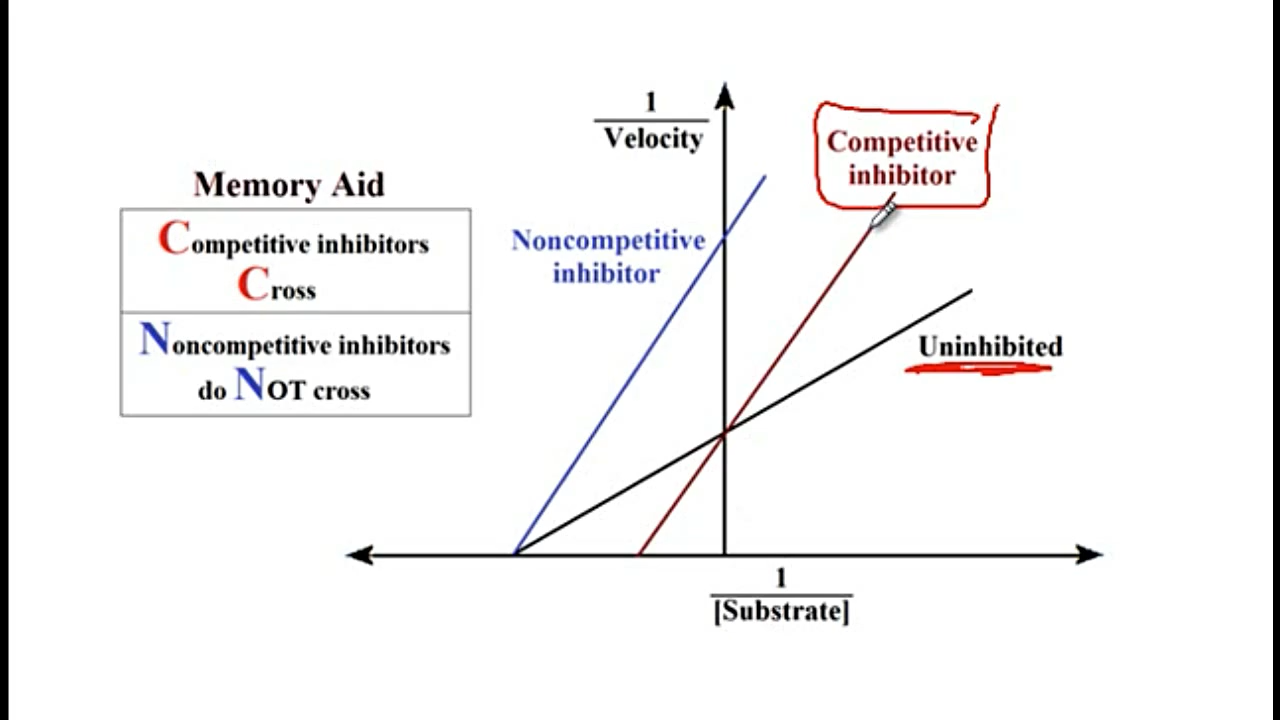 1
Velocity
Competitive
inhibitor
Memory Aid
Competitive inhibitors
Cross
Noncompetitive inhibitors
do NOT cross
Noncompetitive
inhibitor
Uninhibited
1
[Substrate]